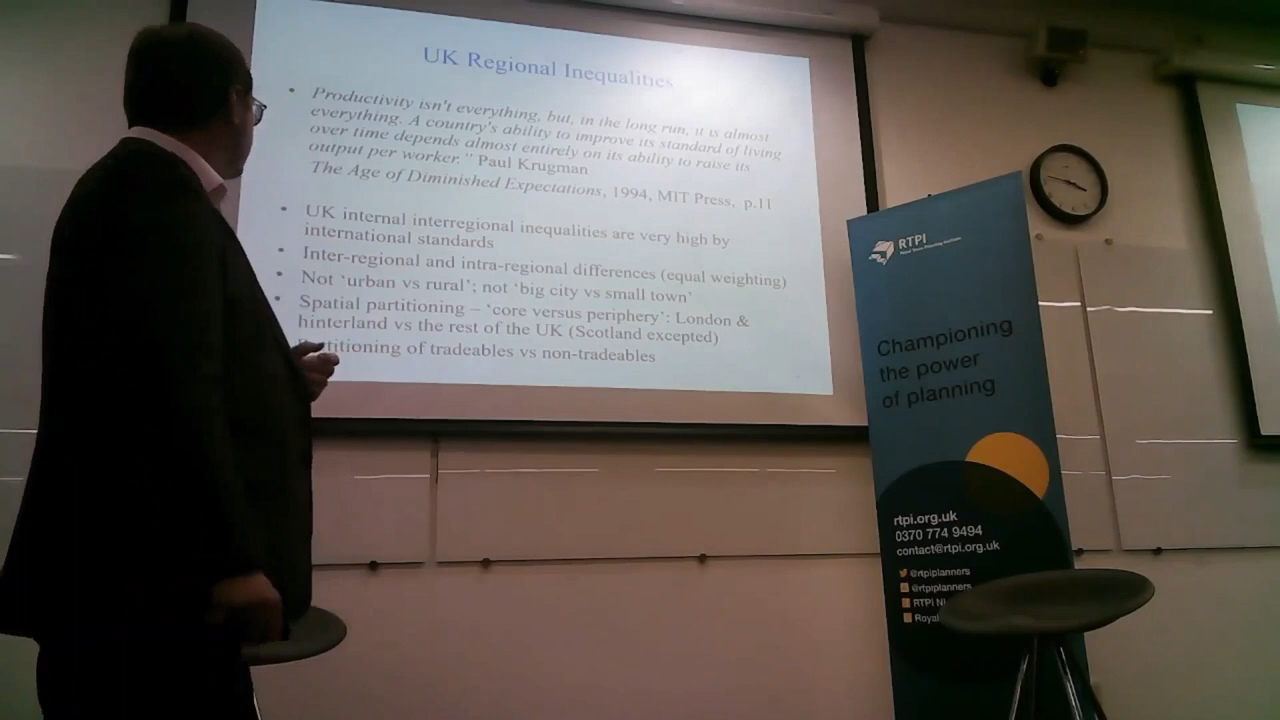 UK Regional Inequalities
• Productivity isn't everything, but, in the long run, it is almost
everything. A country's ability to improve its standard of living
over time depends almost entirely on its ability to raise its
output per worker." Paul Krugman
The Age of Diminished Expectations, 1994, MIT Press, p.11
• UK internal interregional inequalities are very high by
international standards
• Inter-regional and intra-regional differences (equal weighting)
• Not 'urban vs rural'; not 'big city vs small town'
• Spatial partitioning – 'core versus periphery': London &
hinterland vs the rest of the UK (Scotland excepted)
titioning of tradeables vs non-tradeables
RTPI
Championing
the power
of planning
rtpi.org.uk
0370 774 9494
contact@rtpi.org.uk
@rtpiplanners
@rtpiplanners
RTPI
Royal